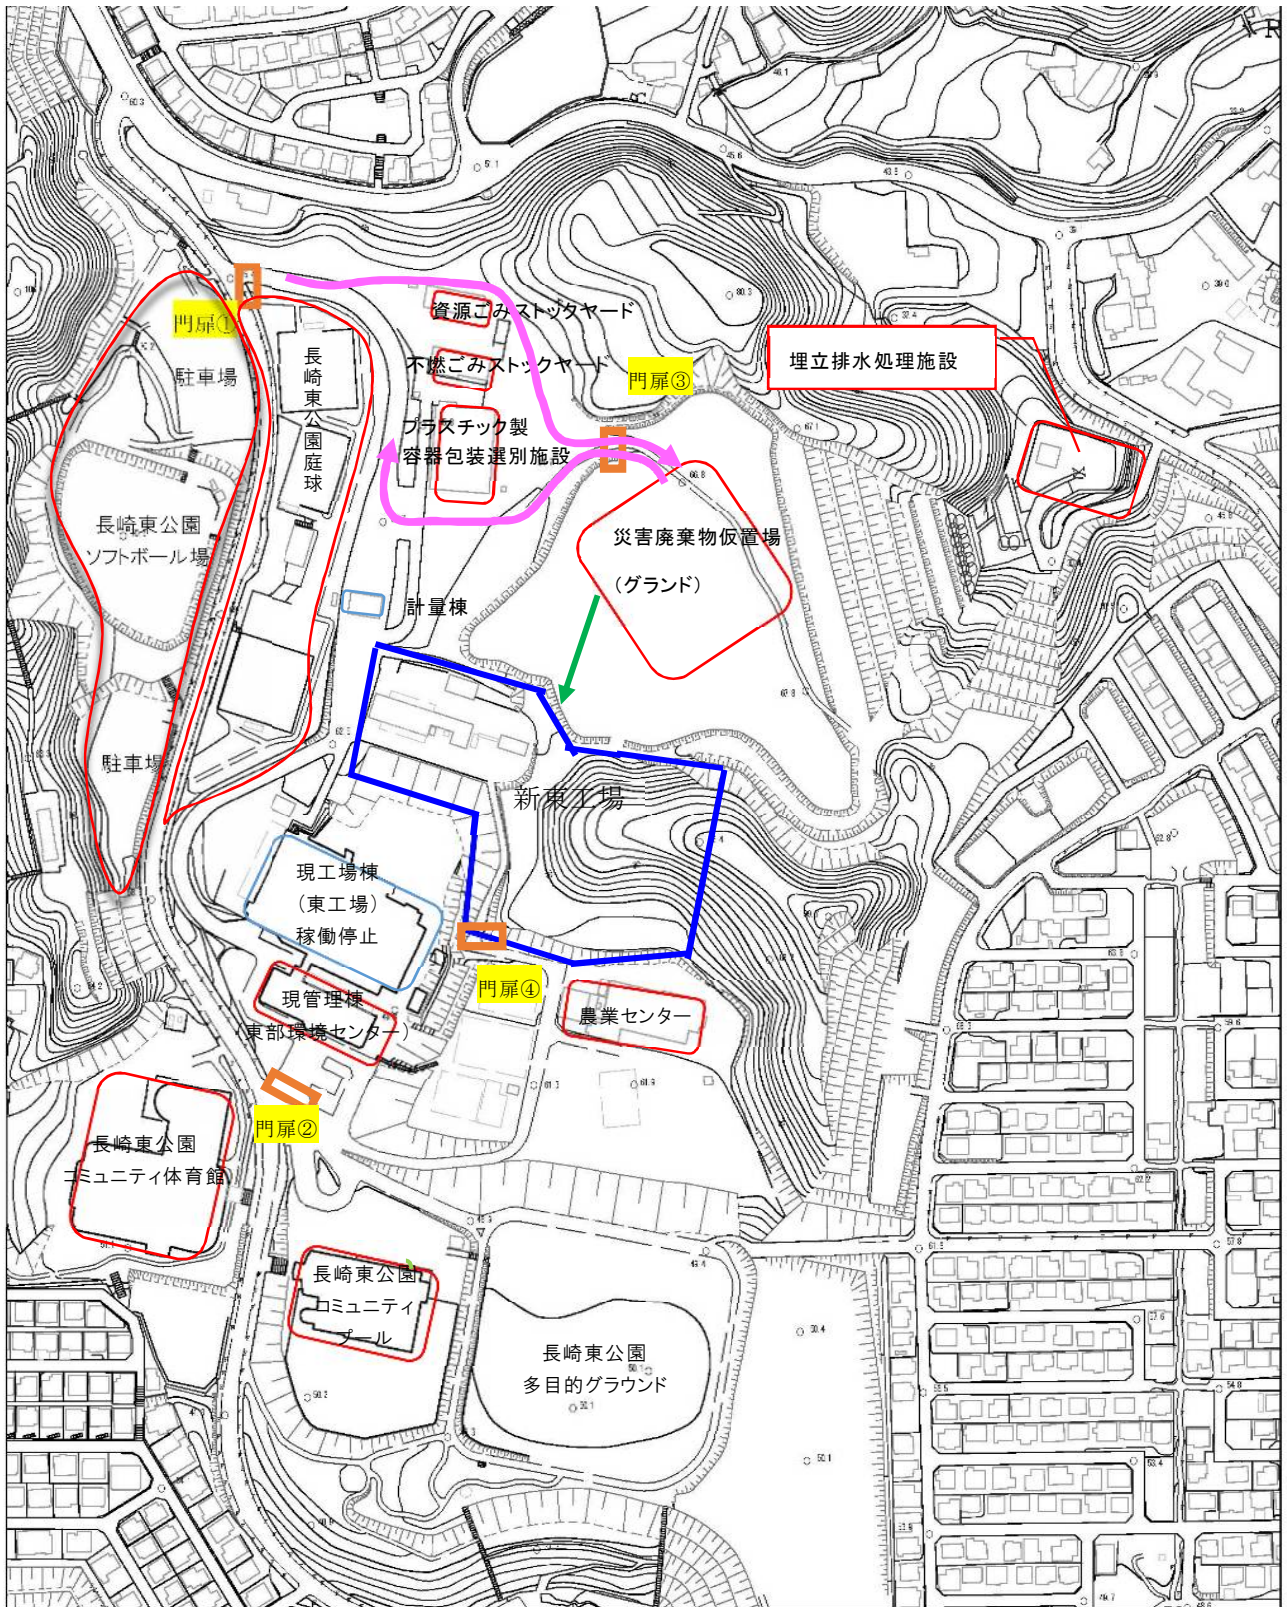 門扉①
駐車場
長崎東公園庭球
資源ごみストックヤード
不燃ごみストックヤード
門扉③
埋立排水処理施設
プラスチック製
容器包装選別施設
長崎東公園
ソフトボール場
災害廃棄物仮置場
(グランド)
計量棟
駐車場
新東工場
現工場棟
(東工場)
稼働停止
門扉④
現管理棟
(東部環境センター)
農業センター
門扉②
長崎東公園
コミュニティ体育館
長崎東公園
コミュニティ
プール
長崎東公園
多目的グラウンド